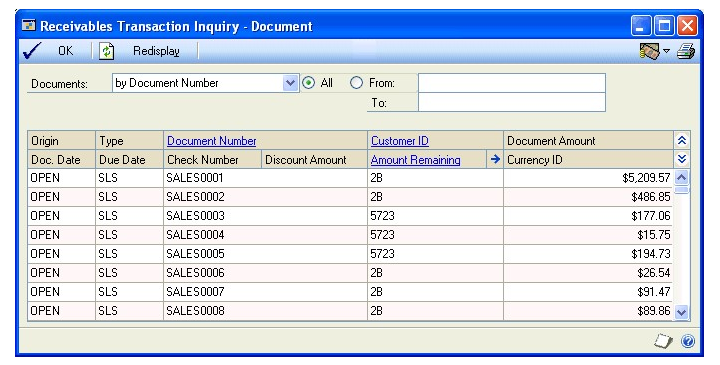 Receivables Transaction Inquiry - Document
OK Redisplay
Documents: by Document Number All From:
To:
Origin Type Document Number Customer ID Document Amount
Doc. Date Due Date Check Number Discount Amount Amount Remaining Currency ID
OPEN SLS SALES0001 2B $5,209.57
OPEN SLS SALES0002 2B $486.85
OPEN SLS SALES0003 5723 $177.06
OPEN SLS SALES0004 5723 $15.75
OPEN SLS SALES0005 5723 $194.73
OPEN SLS SALES0006 2B $26.54
OPEN SLS SALES0007 2B $91.47
OPEN SLS SALES0008 2B $89.86